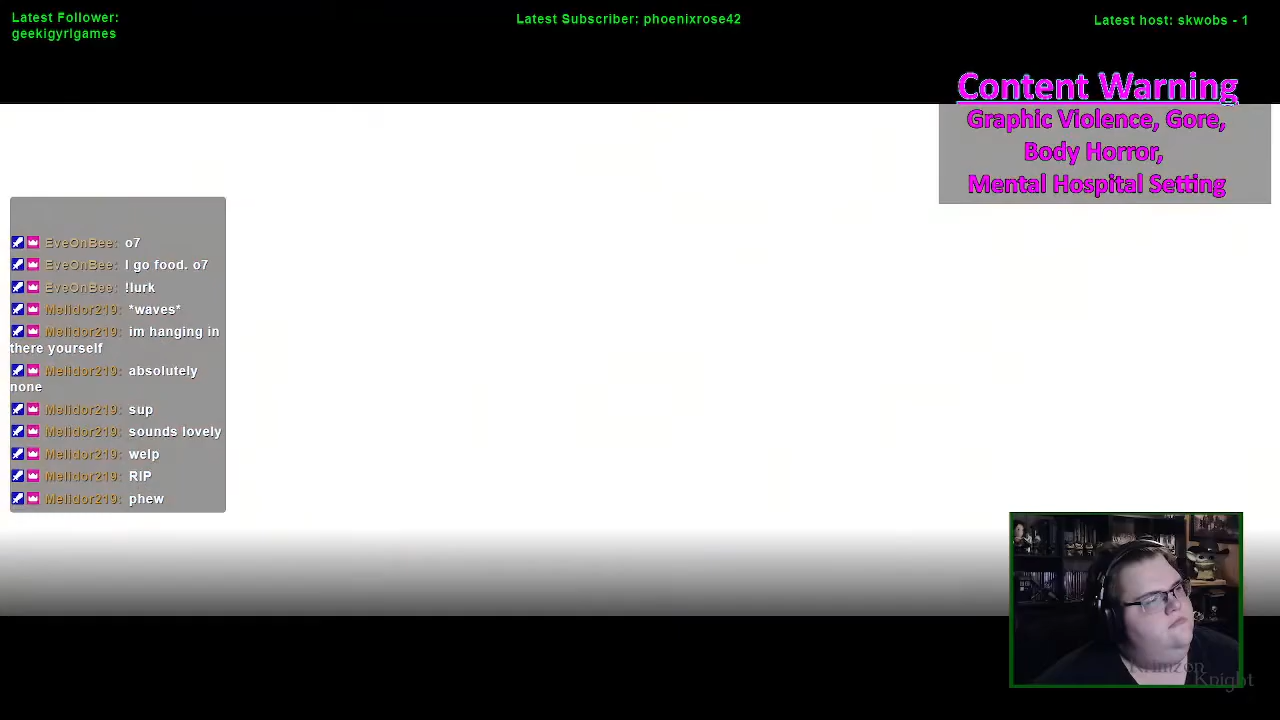 Latest Follower:
geekigyrlgames
Latest Subscriber: phoenixrose42
Latest host: skwobs - 1
Content Warning
Graphic Violence, Gore,
Body Horror,
Mental Hospital Setting
EveOnBee: o7
EveOnBee: I go food. o7
EveOnBee: !lurk
Melidor219: *waves*
Melidor219: im hanging in
there yourself
Melidor219: absolutely
none
Melidor219: sup
Melidor219: sounds lovely
Melidor219: welp
Melidor219: RIP
Melidor219: phew
Krimzon
Knight